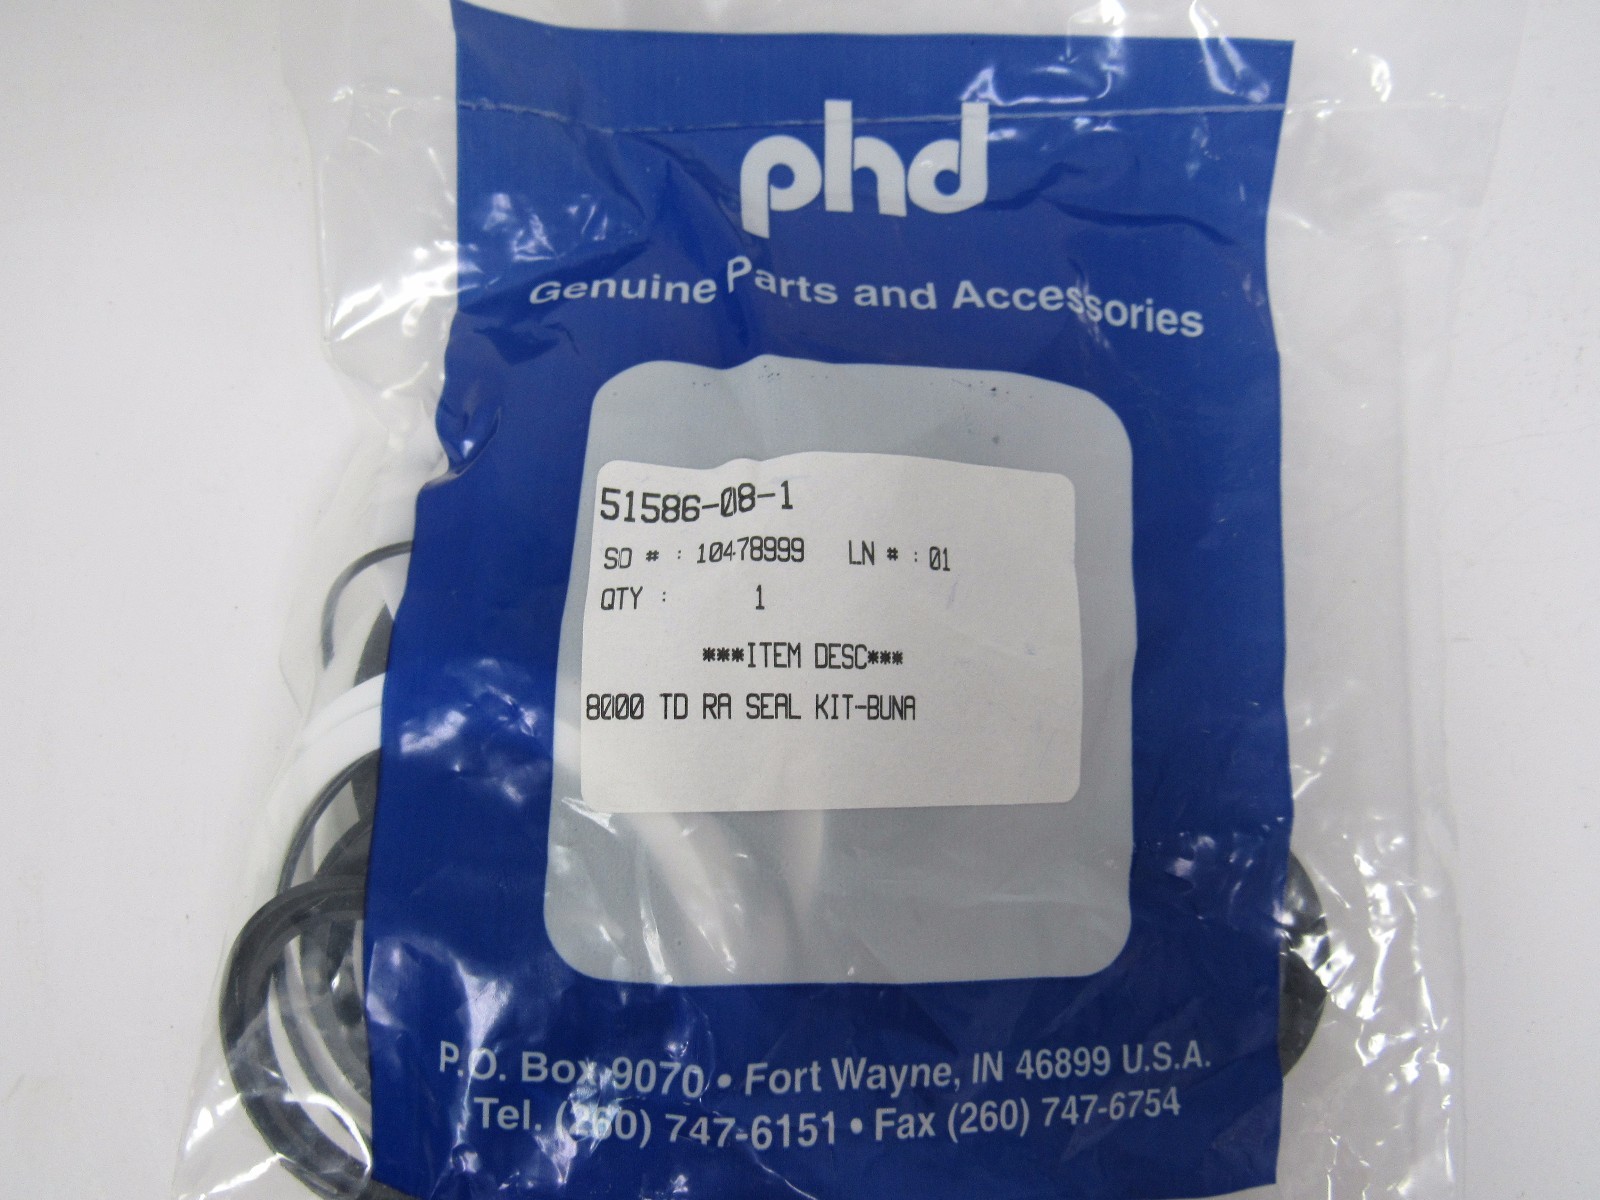 phd
Genuine Parts and Accessories
51586-08-1
SO # : 10478999 LN # : 01
QTY : 1
***ITEM DESC***
8000 TD RA SEAL KIT-BUNA
P.O. Box 9070 • Fort Wayne, IN 46899 U.S.A.
Tel. (260) 747-6151 • Fax (260) 747-6754